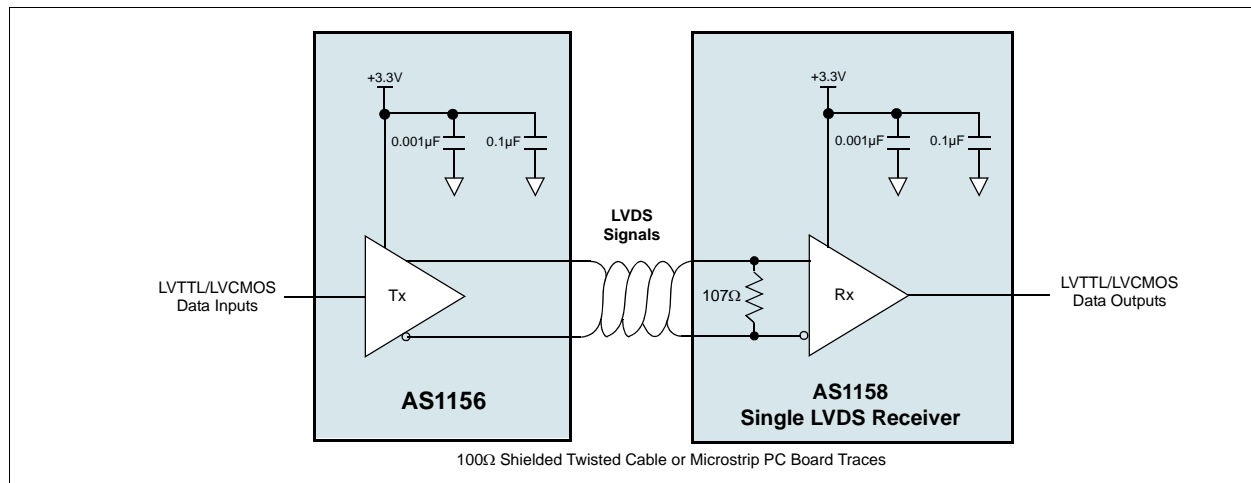 +3.3V
0.001µF
0.1µF
+3.3V
0.001µF
0.1µF
LVDS
Signals
LVTTL/LVCMOS
Data Inputs
Tx
107Ω
Rx
LVTTL/LVCMOS
Data Outputs
AS1156
AS1158
Single LVDS Receiver
100Ω Shielded Twisted Cable or Microstrip PC Board Traces